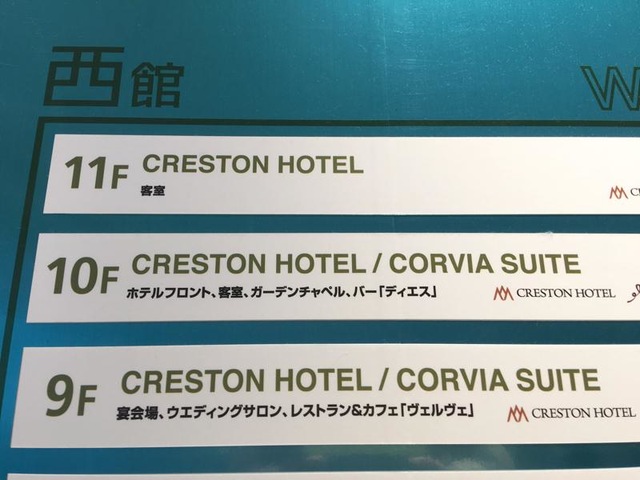 西館
W
11F CRESTON HOTEL
客室
10F CRESTON HOTEL / CORVIA SUITE
ホテルフロント、客室、ガーデンチャペル、バー「ディエス」 CRESTON HOTEL
9F CRESTON HOTEL / CORVIA SUITE
宴会場、ウエディングサロン、レストラン&カフェ「ヴェルヴェ」 CRESTON HOTEL